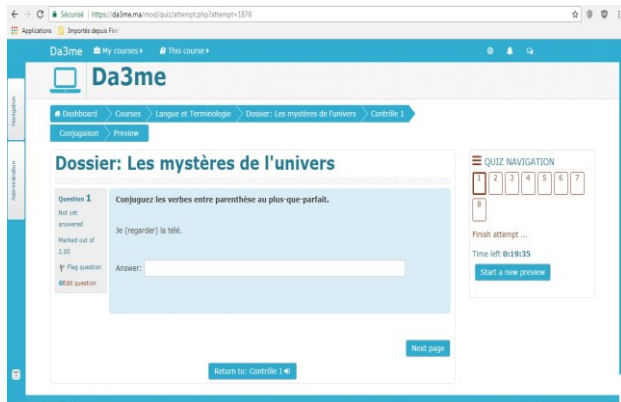 Sécurisé | https://da3me.ma/mod/quiz/attempt.php?attempt=1878
Applications Importés depuis Fire
Da3me My courses This course
Da3me
Navigation
Administration
Dashboard Courses Langue et Terminologie Dossier: Les mystères de l'univers Contrôle 1
Conjugaison Preview
Dossier: Les mystères de l'univers
Question 1
Not yet
answered
Marked out of
2.00
Flag question
Edit question
Conjuguez les verbes entre parenthèse au plus-que-parfait.
Je (regarder) la télé.
Answer:
Next page
Return to: Contrôle 1
QUIZ NAVIGATION
1 2 3 4 5 6 7
8
Finish attempt ...
Time left 0:19:35
Start a new preview